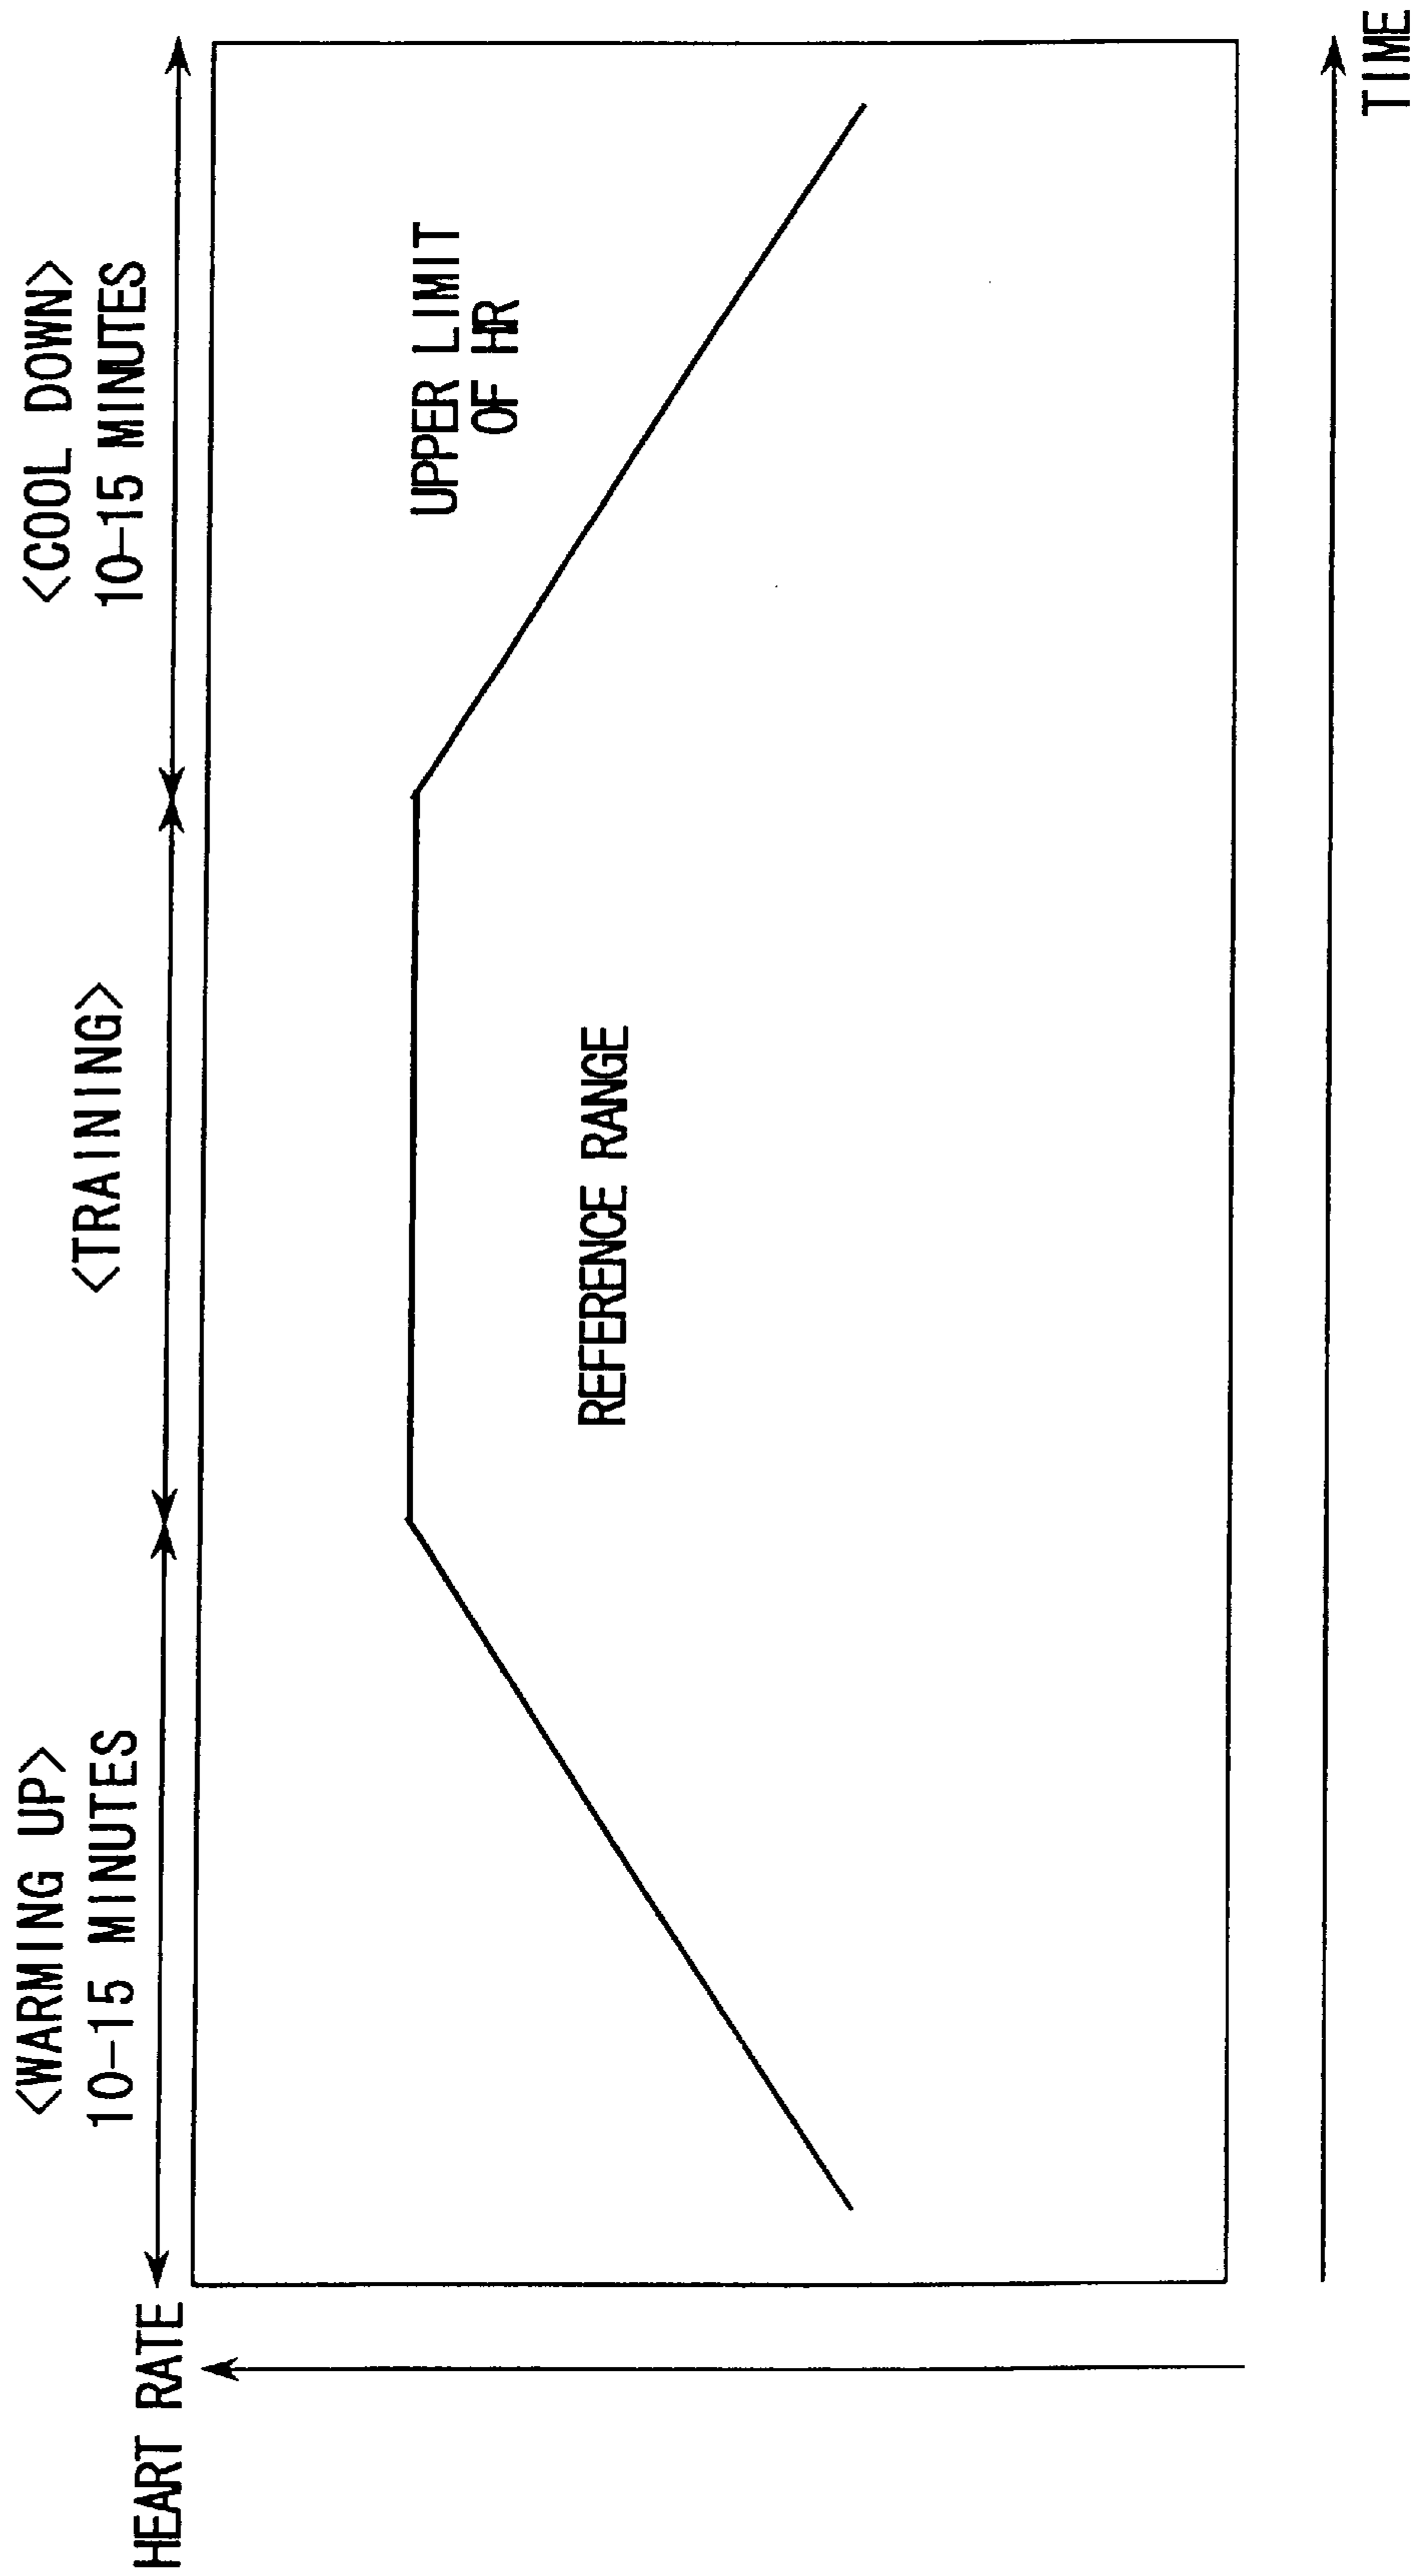 <WARMING UP>
10-15 MINUTES
<TRAINING>
<COOL DOWN>
10-15 MINUTES
HEART RATE
UPPER LIMIT
OF HR
REFERENCE RANGE
TIME